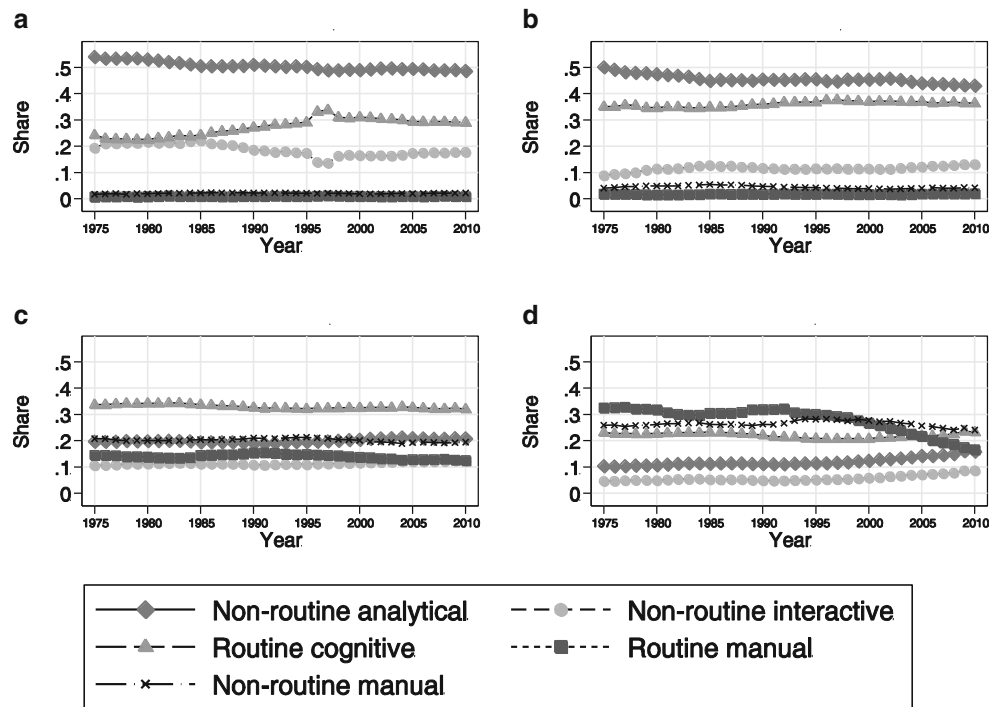 a
.5
.4
.3
.2
.1
0
Share
1975 1980 1985 1990 1995 2000 2005 2010
Year
b
.5
.4
.3
.2
.1
0
Share
1975 1980 1985 1990 1995 2000 2005 2010
Year
c
.5
.4
.3
.2
.1
0
Share
1975 1980 1985 1990 1995 2000 2005 2010
Year
d
.5
.4
.3
.2
.1
0
Share
1975 1980 1985 1990 1995 2000 2005 2010
Year
Non-routine analytical
Non-routine interactive
Routine cognitive
Routine manual
Non-routine manual